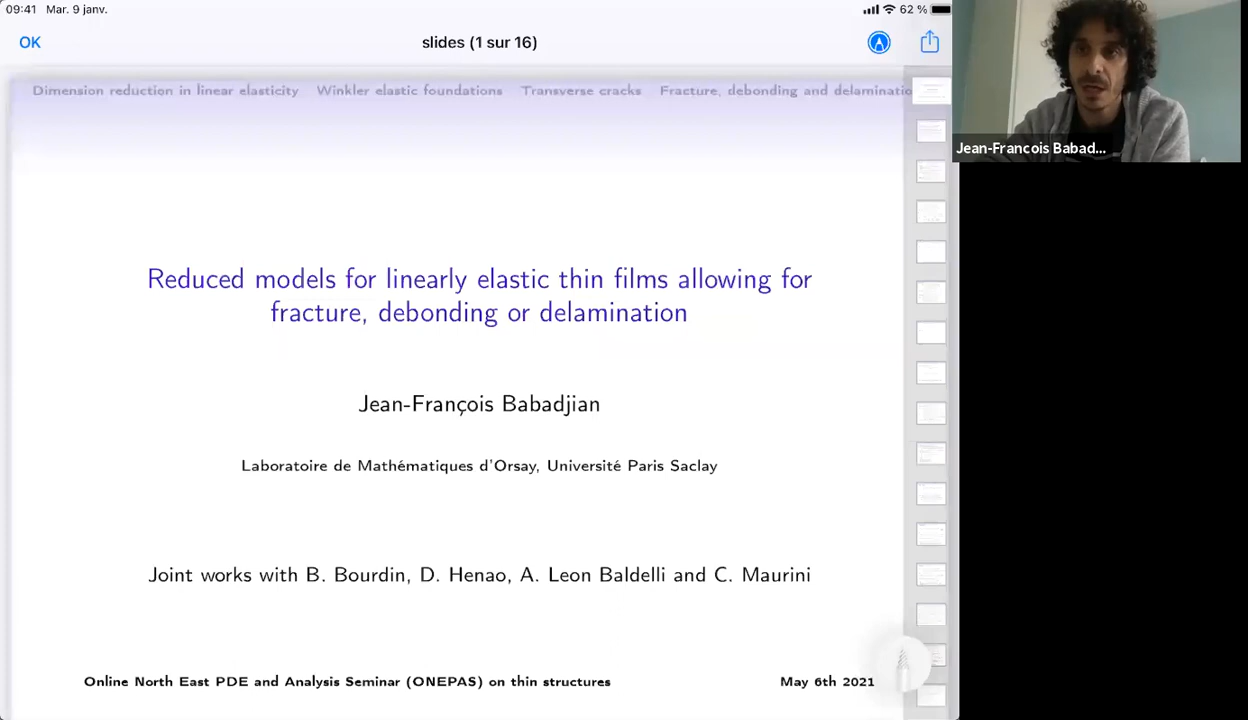 09:41 Mar. 9 janv.
62 %
OK
slides (1 sur 16)
Dimension reduction in linear elasticity Winkler elastic foundations Transverse cracks Fracture, debonding and delaminatio
Jean-Francois Babad...
Reduced models for linearly elastic thin films allowing for
fracture, debonding or delamination
Jean-François Babadjian
Laboratoire de Mathématiques d'Orsay, Université Paris Saclay
Joint works with B. Bourdin, D. Henao, A. Leon Baldelli and C. Maurini
Online North East PDE and Analysis Seminar (ONEPAS) on thin structures
May 6th 2021